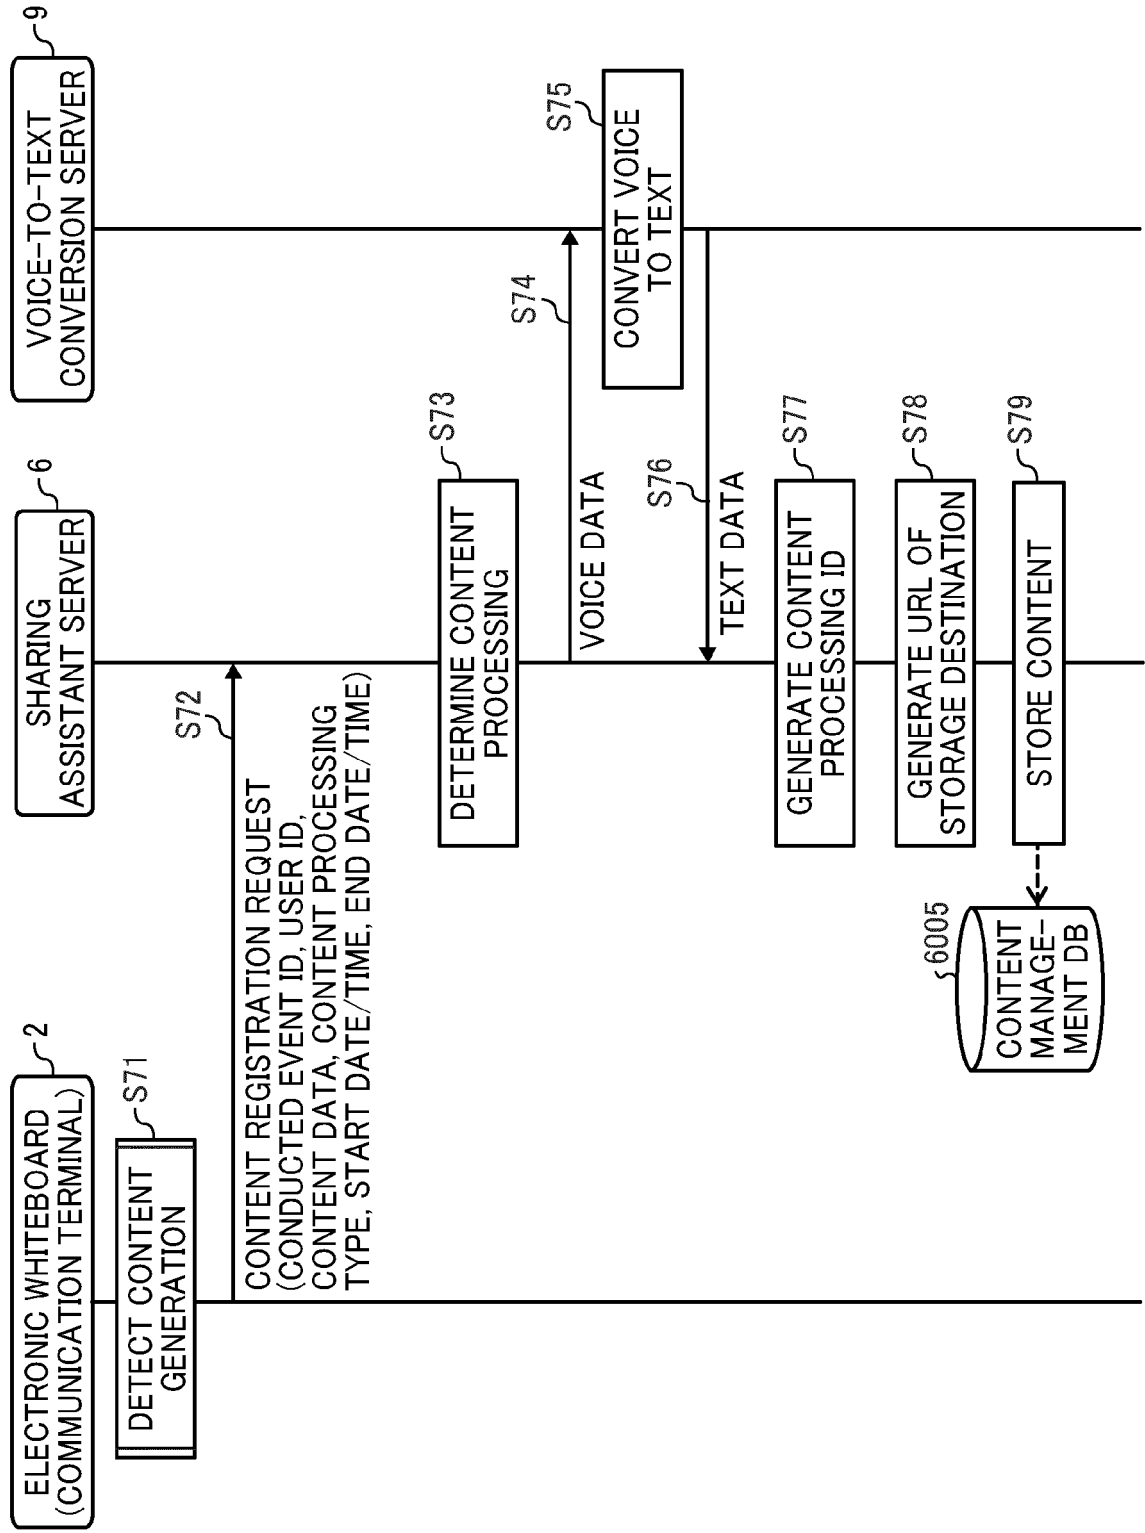 ELECTRONIC WHITEBOARD
(COMMUNICATION TERMINAL)
2
SHARING
ASSISTANT SERVER
6
VOICE-TO-TEXT
CONVERSION SERVER
9
DETECT CONTENT
GENERATION
S71
S72
CONTENT REGISTRATION REQUEST
(CONDUCTED EVENT ID, USER ID,
CONTENT DATA, CONTENT PROCESSING
TYPE, START DATE/TIME, END DATE/TIME)
DETERMINE CONTENT
PROCESSING
S73
S74
VOICE DATA
CONVERT VOICE
TO TEXT
S75
S76
TEXT DATA
GENERATE CONTENT
PROCESSING ID
S77
GENERATE URL OF
STORAGE DESTINATION
S78
STORE CONTENT
S79
6005
CONTENT
MANAGE-
MENT DB